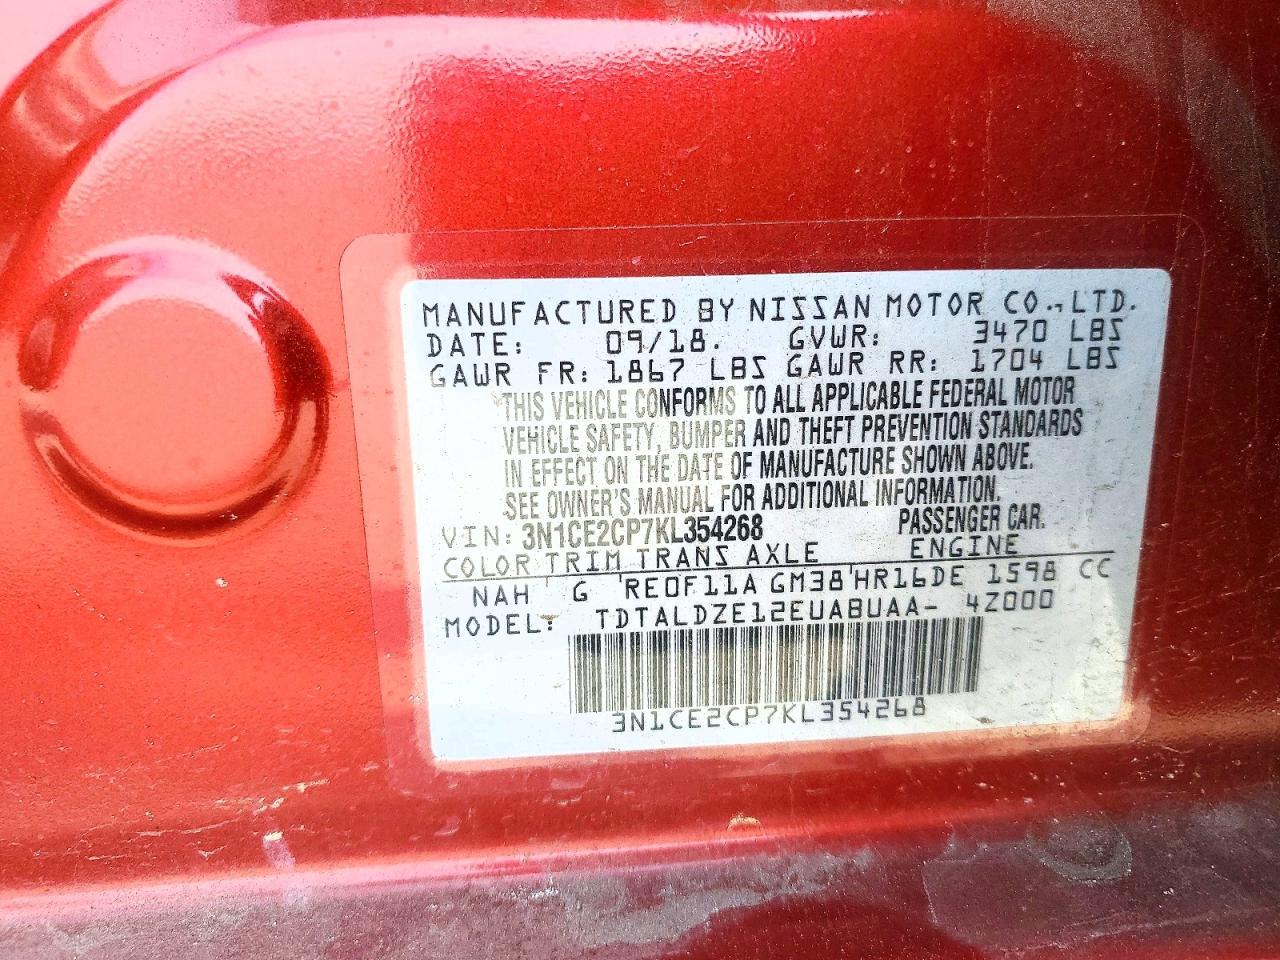 MANUFACTURED BY NISSAN MOTOR CO., LTD.
DATE: 09/18. GVWR: 3470 LBS
GAWR FR: 1867 LBS GAWR RR: 1704 LBS
THIS VEHICLE CONFORMS TO ALL APPLICABLE FEDERAL MOTOR
VEHICLE SAFETY, BUMPER AND THEFT PREVENTION STANDARDS
IN EFFECT ON THE DATE OF MANUFACTURE SHOWN ABOVE.
SEE OWNER'S MANUAL FOR ADDITIONAL INFORMATION.
VIN: 3N1CE2CP7KL354268 PASSENGER CAR.
COLOR TRIM TRANS AXLE ENGINE
NAH G RE0F11A GM38 HR16DE 1598 CC
MODEL: TDTALDZE12EUABUAA- 4Z000
3N1CE2CP7KL354268